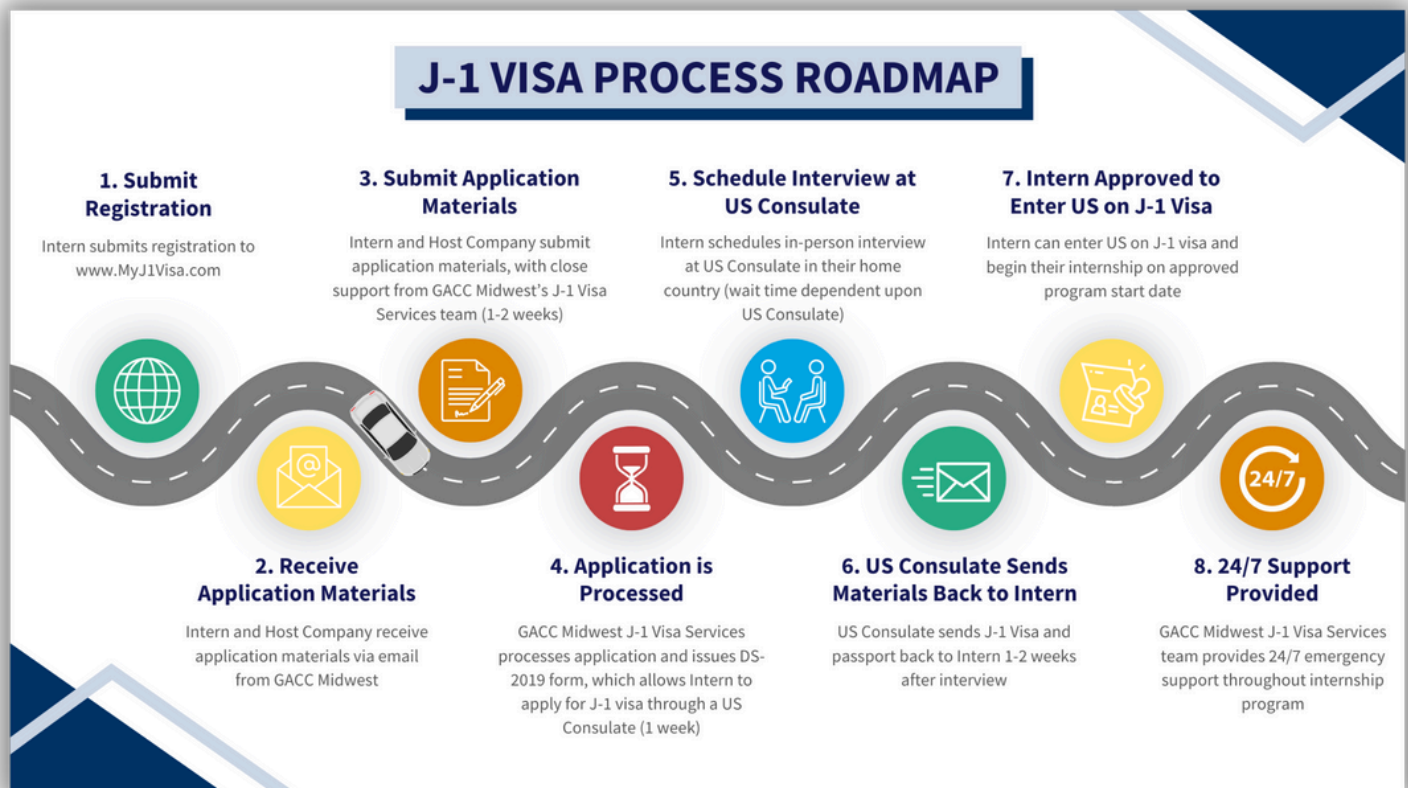 J-1 VISA PROCESS ROADMAP
1. Submit
Registration
Intern submits registration to
www.MyJ1Visa.com
2. Receive
Application Materials
Intern and Host Company receive
application materials via email
from GACC Midwest
3. Submit Application
Materials
Intern and Host Company submit
application materials, with close
support from GACC Midwest's J-1 Visa
Services team (1-2 weeks)
4. Application is
Processed
GACC Midwest J-1 Visa Services
processes application and issues DS-
2019 form, which allows Intern to
apply for J-1 visa through a US
Consulate (1 week)
5. Schedule Interview at
US Consulate
Intern schedules in-person interview
at US Consulate in their home
country (wait time dependent upon
US Consulate)
6. US Consulate Sends
Materials Back to Intern
US Consulate sends J-1 Visa and
passport back to Intern 1-2 weeks
after interview
7. Intern Approved to
Enter US on J-1 Visa
Intern can enter US on J-1 visa and
begin their internship on approved
program start date
24/7
8. 24/7 Support
Provided
GACC Midwest J-1 Visa Services
team provides 24/7 emergency
support throughout internship
program